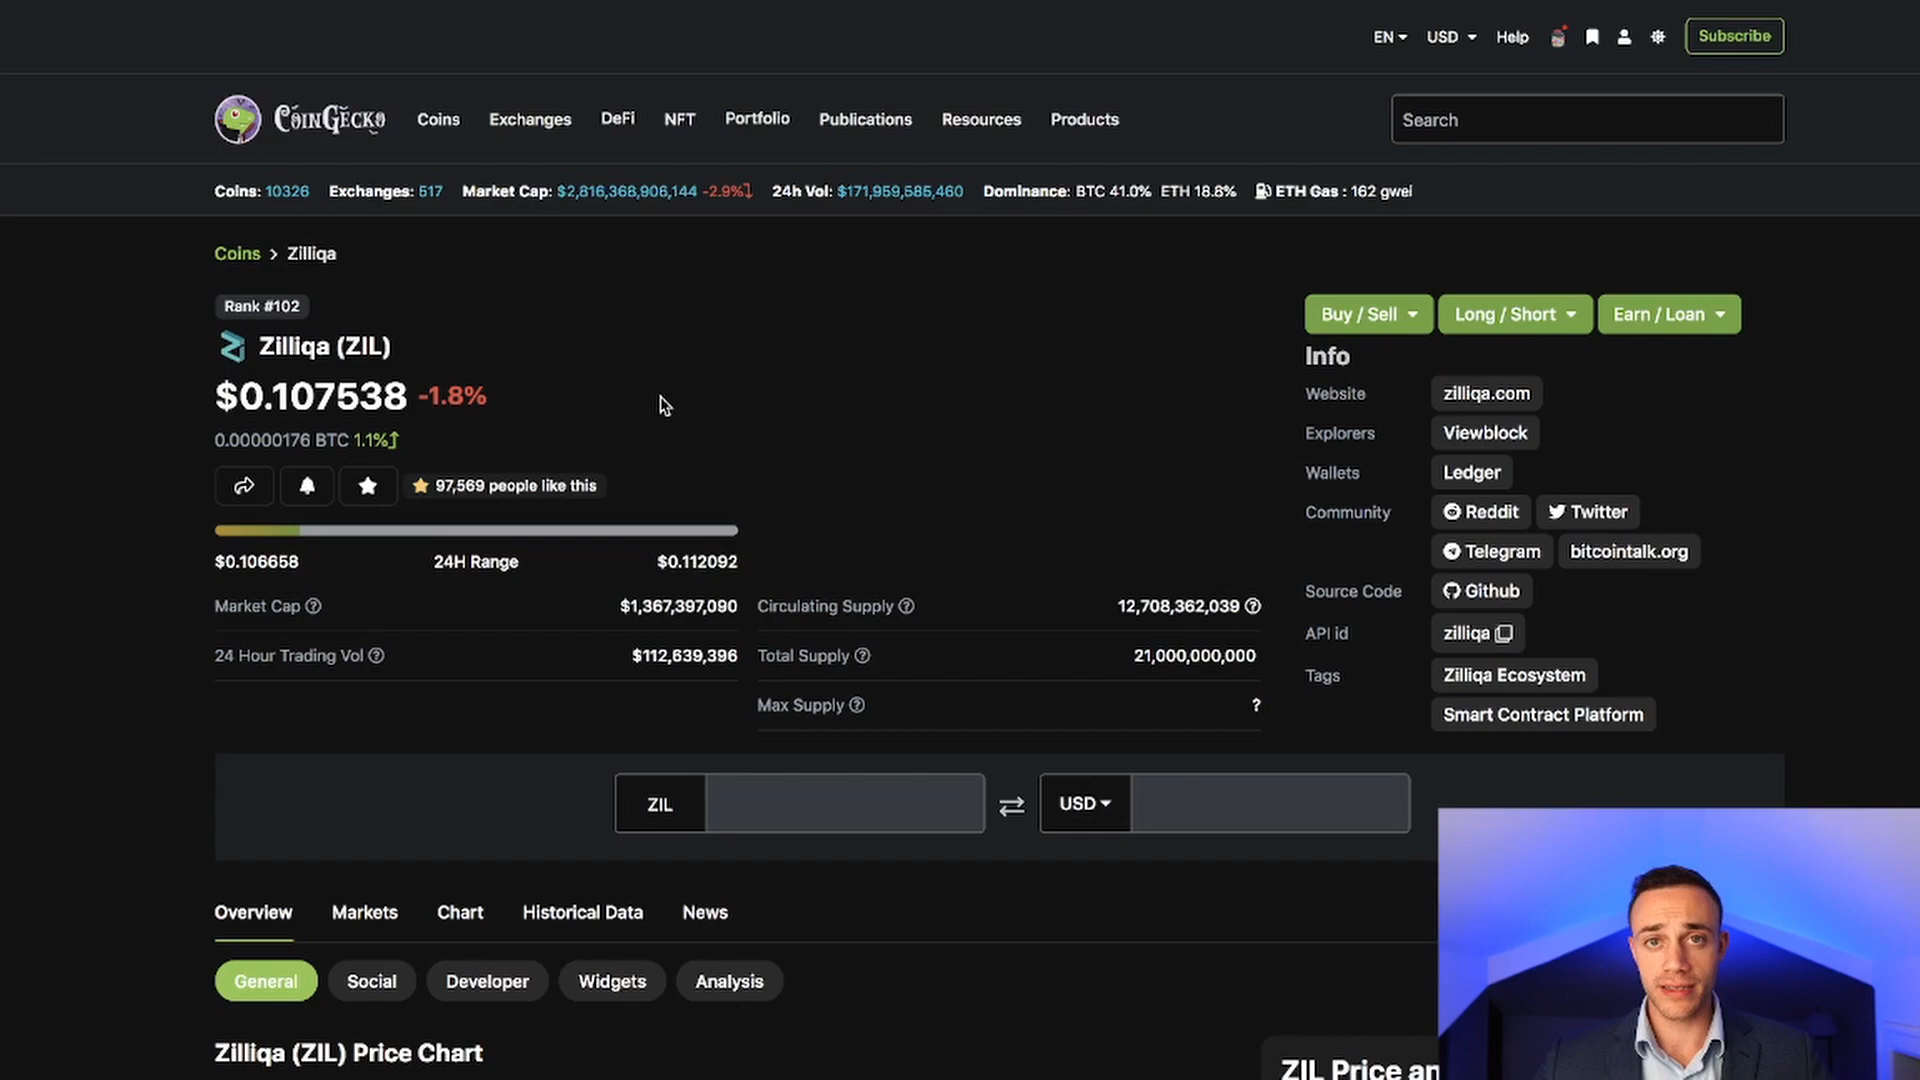 EN USD Help Subscribe
CoinGecko Coins Exchanges DeFi NFT Portfolio Publications Resources Products Search
Coins: 10326 Exchanges: 517 Market Cap: $2,816,368,906,144 -2.9% 24h Vol: $171,959,585,460 Dominance: BTC 41.0% ETH 18.8% ETH Gas : 162 gwei
Coins > Zilliqa
Rank #102
Zilliqa (ZIL)
$0.107538 -1.8%
0.00000176 BTC 1.1%
97,569 people like this
$0.106658 24H Range $0.112092
Market Cap ? $1,367,397,090
24 Hour Trading Vol ? $112,639,396
Circulating Supply ? 12,708,362,039 ?
Total Supply ? 21,000,000,000
Max Supply ? ?
Buy / Sell Long / Short Earn / Loan
Info
Website zilliqa.com
Explorers Viewblock
Wallets Ledger
Community Reddit Twitter
Telegram bitcointalk.org
Source Code Github
API id zilliqa
Tags Zilliqa Ecosystem
Smart Contract Platform
ZIL USD
Overview Markets Chart Historical Data News
General Social Developer Widgets Analysis
Zilliqa (ZIL) Price Chart
ZIL Price an